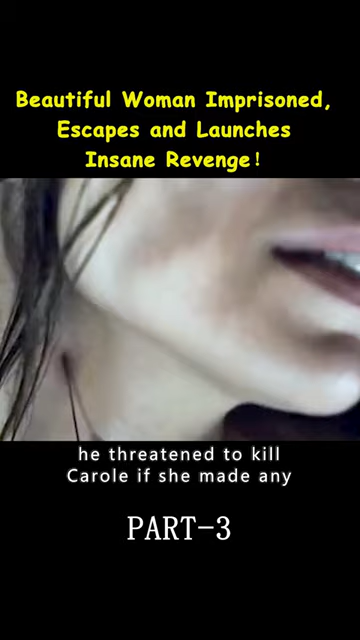 Beautiful Woman Imprisoned,
Escapes and Launches
Insane Revenge!
he threatened to kill
Carole if she made any
PART-3